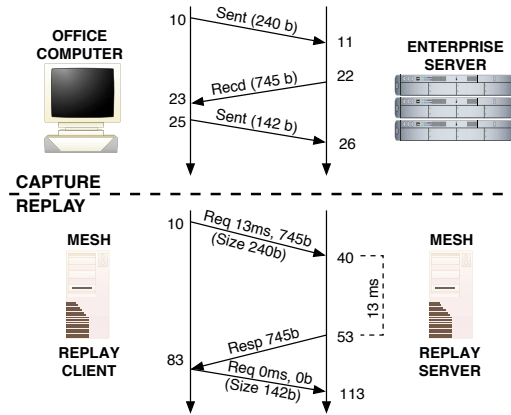 10
Sent (240 b)
11
OFFICE
COMPUTER
ENTERPRISE
SERVER
22
Recd (745 b)
23
25
Sent (142 b)
26
CAPTURE
REPLAY
10
Req 13ms, 745b
(Size 240b)
40
MESH
MESH
13 ms
53
Resp 745b
REPLAY
CLIENT
83
Req 0ms, 0b
(Size 142b)
113
REPLAY
SERVER